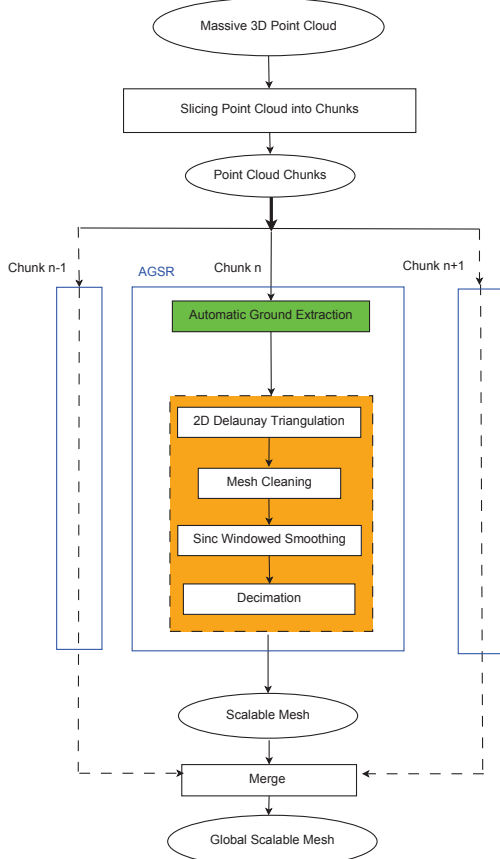 Massive 3D Point Cloud
Slicing Point Cloud into Chunks
Point Cloud Chunks
Chunk n-1
AGSR
Chunk n
Chunk n+1
Automatic Ground Extraction
2D Delaunay Triangulation
Mesh Cleaning
Sinc Windowed Smoothing
Decimation
Scalable Mesh
Merge
Global Scalable Mesh